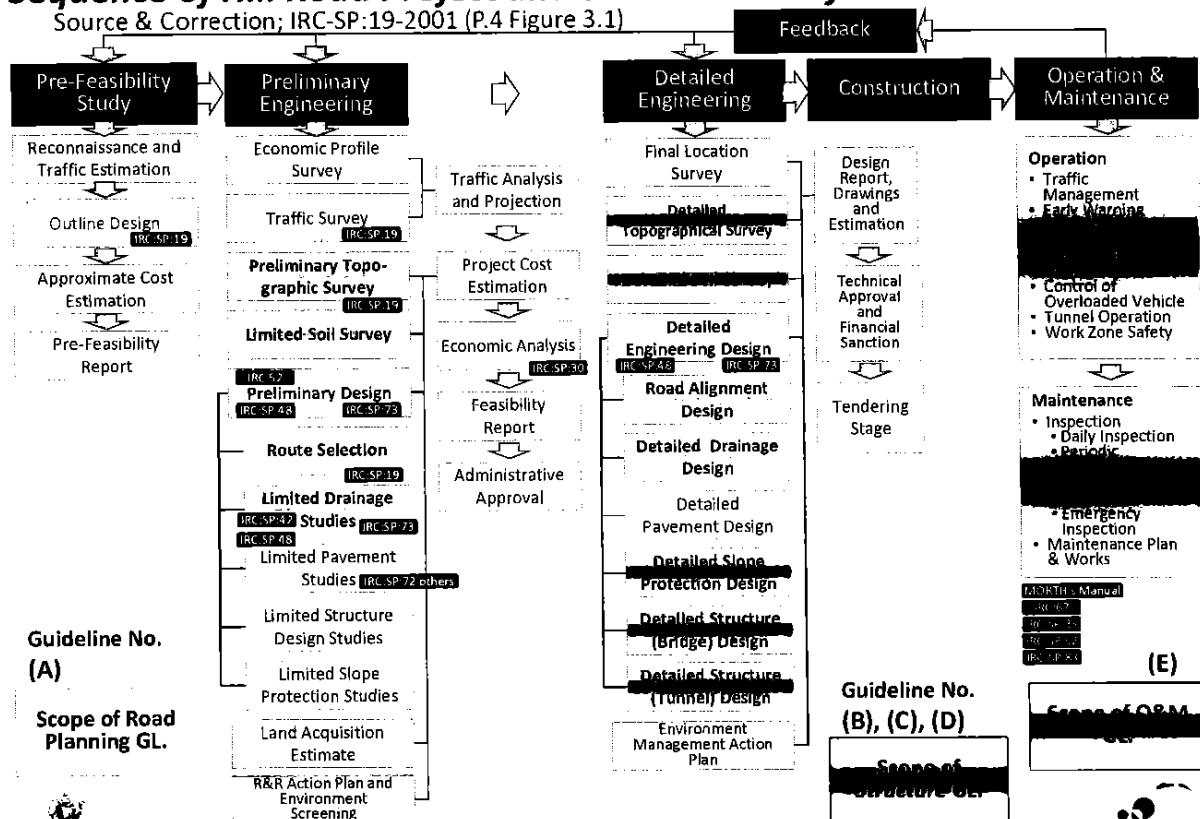 Source & Correction; IRC-SP:19-2001 (P.4 Figure 3.1)
Feedback
Pre-Feasibility
Study
Preliminary
Engineering
Detailed
Engineering
Construction
Operation &
Maintenance
Reconnaissance and
Traffic Estimation
Outline Design
IRC:SP:19
Approximate Cost
Estimation
Pre-Feasibility
Report
Guideline No.
(A)
Scope of Road
Planning GL.
Economic Profile
Survey
Traffic Survey
IRC:SP:19
Preliminary Topo-
graphic Survey
IRC:SP:19
Limited-Soil Survey
IRC:52
Preliminary Design
IRC:SP:48 IRC:SP:73
Route Selection
IRC:SP:19
Limited Drainage
IRC:SP:42 Studies IRC:SP:73
IRC:SP:48
Limited Pavement
Studies IRC:SP:72 others
Limited Structure
Design Studies
Limited Slope
Protection Studies
Land Acquisition
Estimate
R&R Action Plan and
Environment
Screening
Traffic Analysis
and Projection
Project Cost
Estimation
Economic Analysis
IRC:SP:30
Feasibility
Report
Administrative
Approval
Final Location
Survey
Detailed
Topographical Survey
Detailed
Engineering Design
IRC:SP:48 IRC:SP:73
Road Alignment
Design
Detailed Drainage
Design
Detailed
Pavement Design
Detailed Slope
Protection Design
Detailed Structure
(Bridge) Design
Detailed Structure
(Tunnel) Design
Environment
Management Action
Plan
Design
Report,
Drawings
and
Estimation
Technical
Approval
and
Financial
Sanction
Tendering
Stage
Guideline No.
(B), (C), (D)
Scope of
Operation
• Traffic
Management
• Early Warning
• Control of
Overloaded Vehicle
• Tunnel Operation
• Work Zone Safety
Maintenance
• Inspection
• Daily Inspection
• Periodic
• Emergency
Inspection
• Maintenance Plan
& Works
MORTH's Manual
IRC:67
(E)
Scope of O&M